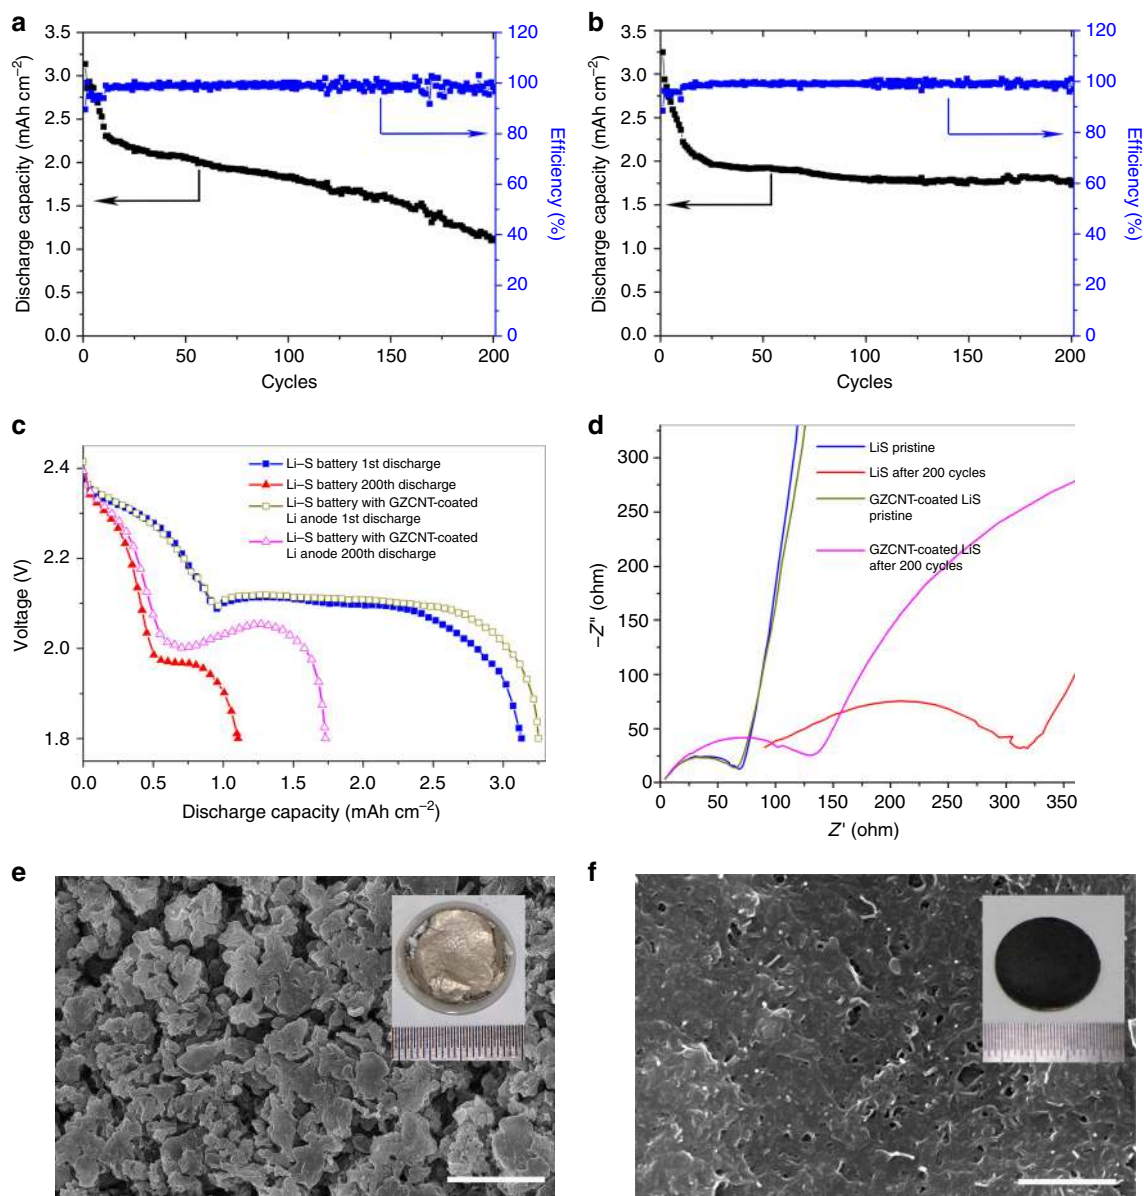 a
3.5
3.0
2.5
2.0
1.5
1.0
0.5
0.0
Discharge capacity (mAh cm–2)
0
50
100
150
200
Cycles
120
100
80
60
40
20
0
Efficiency (%)
b
3.5
3.0
2.5
2.0
1.5
1.0
0.5
0.0
Discharge capacity (mAh cm–2)
0
50
100
150
200
Cycles
120
100
80
60
40
20
0
Efficiency (%)
c
2.4
2.2
2.0
1.8
Voltage (V)
Li–S battery 1st discharge
Li–S battery 200th discharge
Li–S battery with GZCNT-coated
Li anode 1st discharge
Li–S battery with GZCNT-coated
Li anode 200th discharge
0.0
0.5
1.0
1.5
2.0
2.5
3.0
Discharge capacity (mAh cm–2)
d
300
250
200
150
100
50
0
–Z″ (ohm)
LiS pristine
LiS after 200 cycles
GZCNT-coated LiS
pristine
GZCNT-coated LiS
after 200 cycles
0
50
100
150
200
250
300
350
Z′ (ohm)
e
f